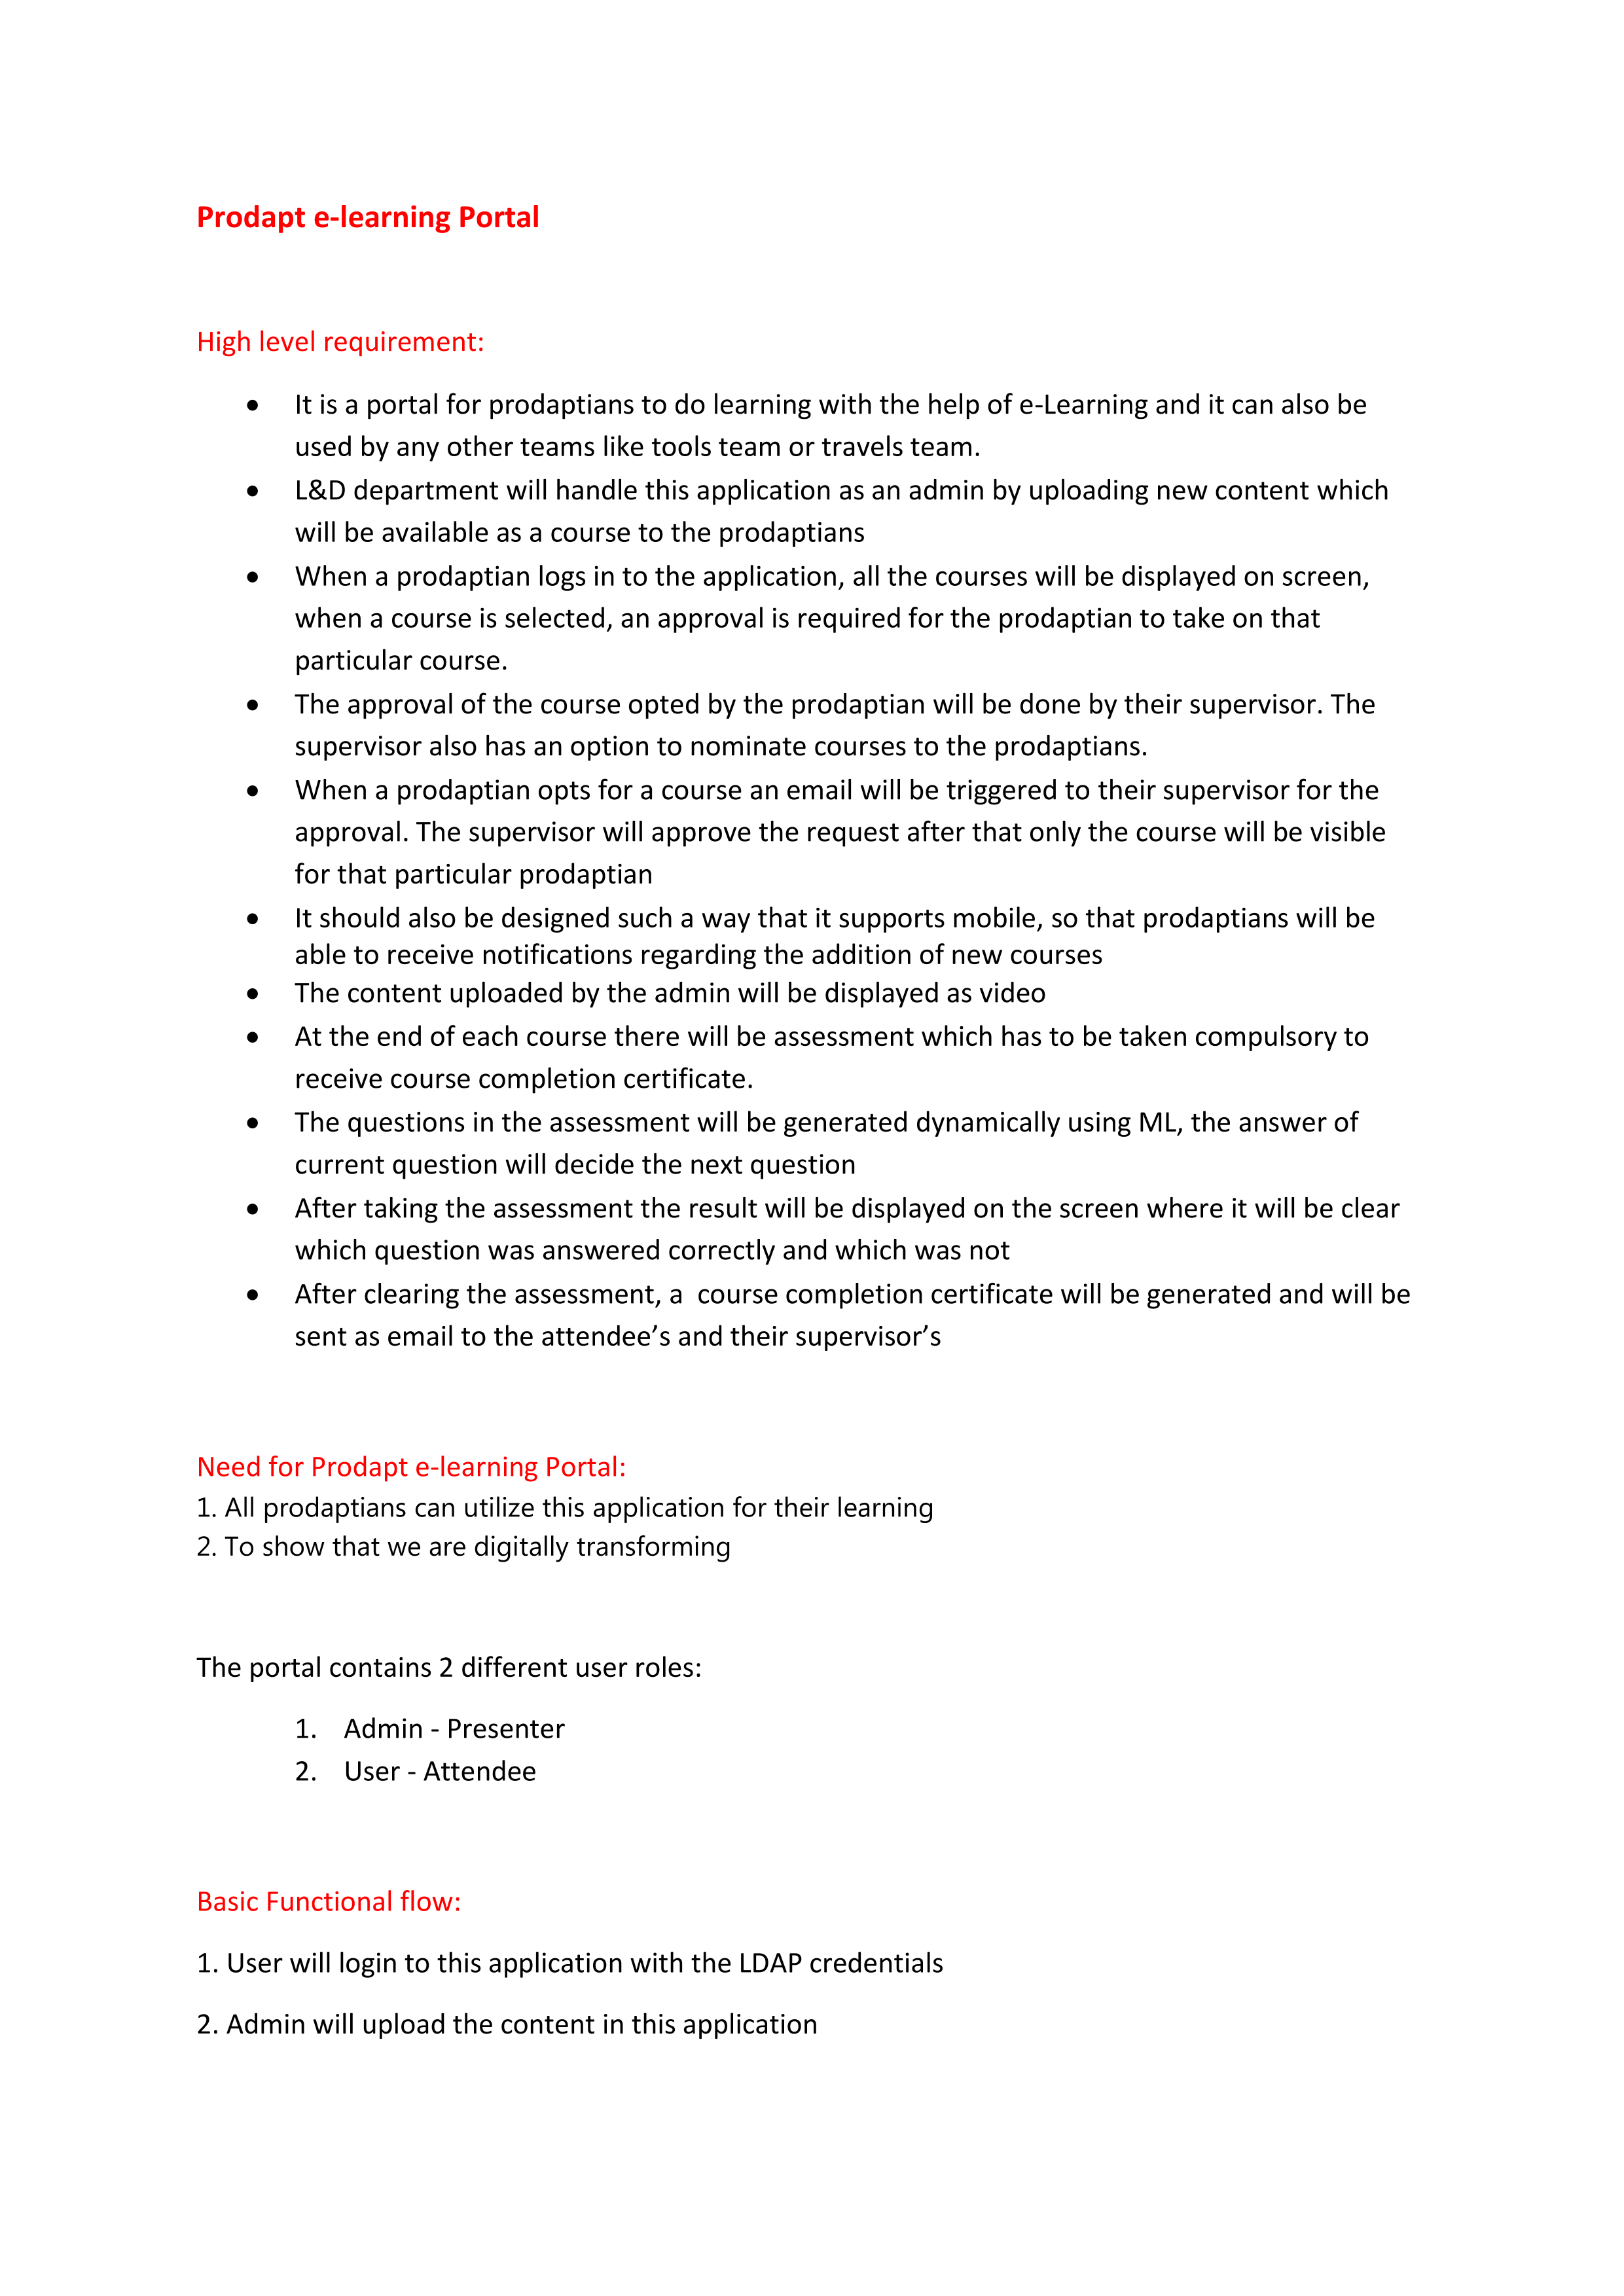 Prodapt e-learning Portal
High level requirement:
• It is a portal for prodaptians to do learning with the help of e-Learning and it can also be
used by any other teams like tools team or travels team.
• L&D department will handle this application as an admin by uploading new content which
will be available as a course to the prodaptians
• When a prodaptian logs in to the application, all the courses will be displayed on screen,
when a course is selected, an approval is required for the prodaptian to take on that
particular course.
• The approval of the course opted by the prodaptian will be done by their supervisor. The
supervisor also has an option to nominate courses to the prodaptians.
• When a prodaptian opts for a course an email will be triggered to their supervisor for the
approval. The supervisor will approve the request after that only the course will be visible
for that particular prodaptian
• It should also be designed such a way that it supports mobile, so that prodaptians will be
able to receive notifications regarding the addition of new courses
• The content uploaded by the admin will be displayed as video
• At the end of each course there will be assessment which has to be taken compulsory to
receive course completion certificate.
• The questions in the assessment will be generated dynamically using ML, the answer of
current question will decide the next question
• After taking the assessment the result will be displayed on the screen where it will be clear
which question was answered correctly and which was not
• After clearing the assessment, a  course completion certificate will be generated and will be
sent as email to the attendee’s and their supervisor’s
Need for Prodapt e-learning Portal:
1. All prodaptians can utilize this application for their learning
2. To show that we are digitally transforming
The portal contains 2 different user roles:
1. Admin - Presenter
2. User - Attendee
Basic Functional flow:
1. User will login to this application with the LDAP credentials
2. Admin will upload the content in this application